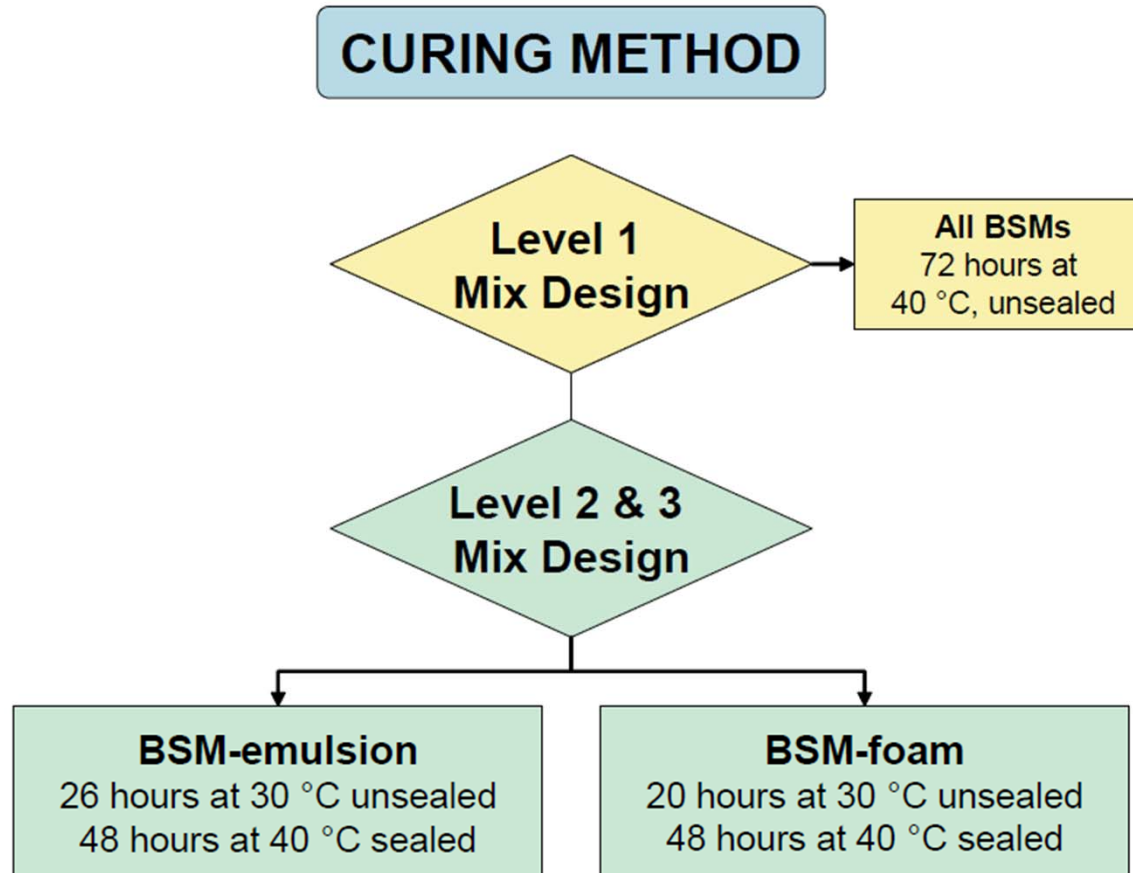 CURING METHOD
Level 1
Mix Design
All BSMs
72 hours at
40 °C, unsealed
Level 2 & 3
Mix Design
BSM-emulsion
26 hours at 30 °C unsealed
48 hours at 40 °C sealed
BSM-foam
20 hours at 30 °C unsealed
48 hours at 40 °C sealed